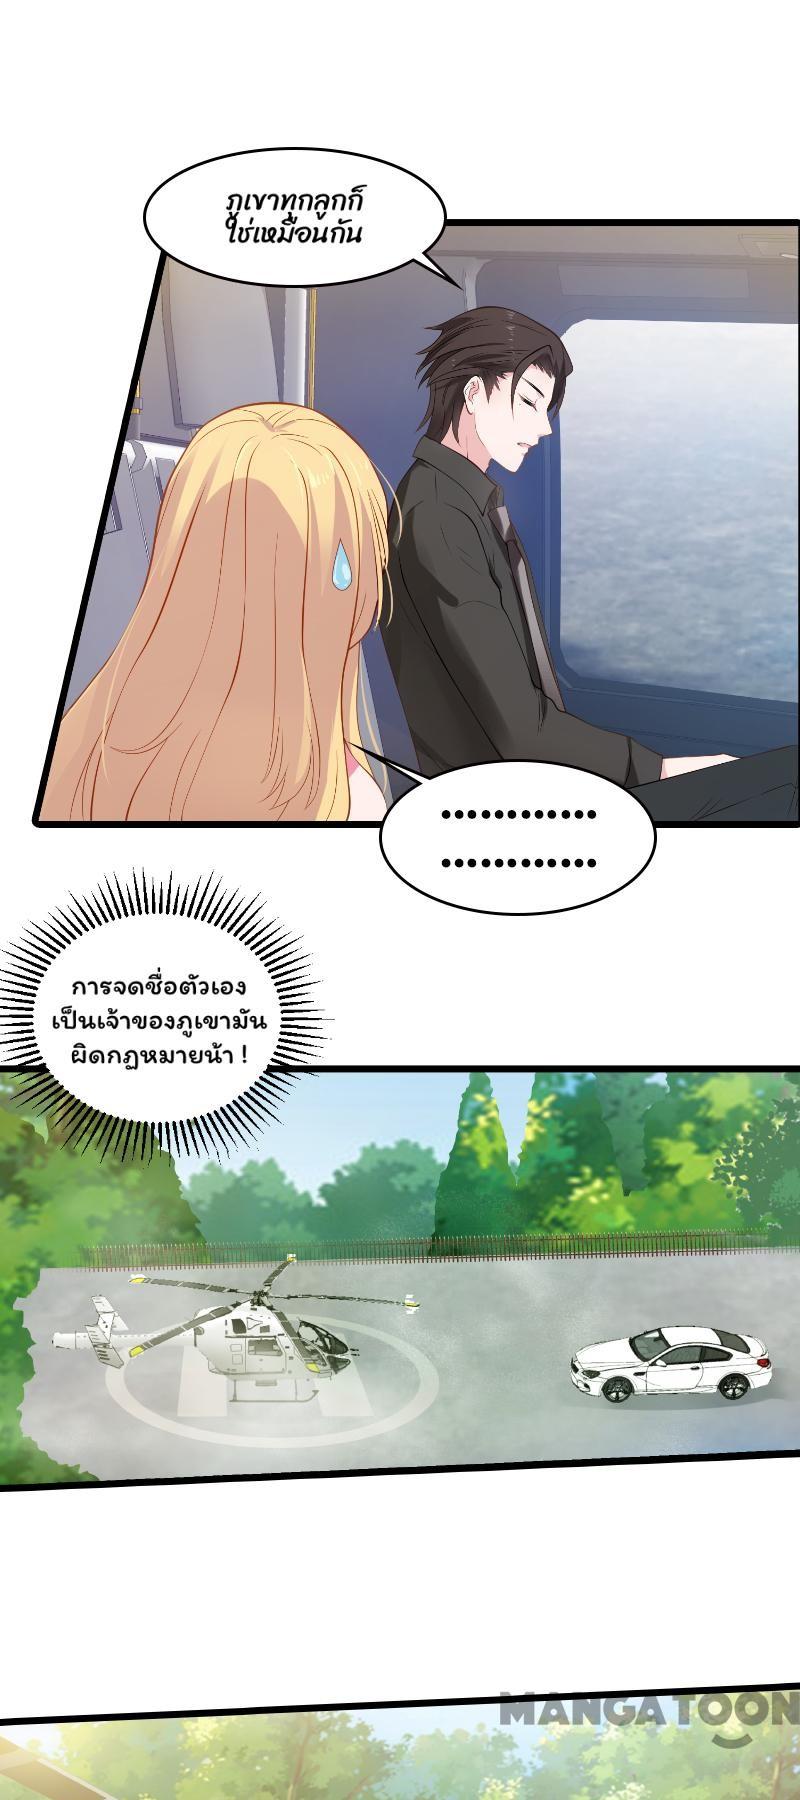 ภูเขาทุกลูกก็
ใช่เหมือนกัน
............
............
การจดชื่อตัวเอง
เป็นเจ้าของภูเขามัน
ผิดกฏหมายน้า !
MANGATOON